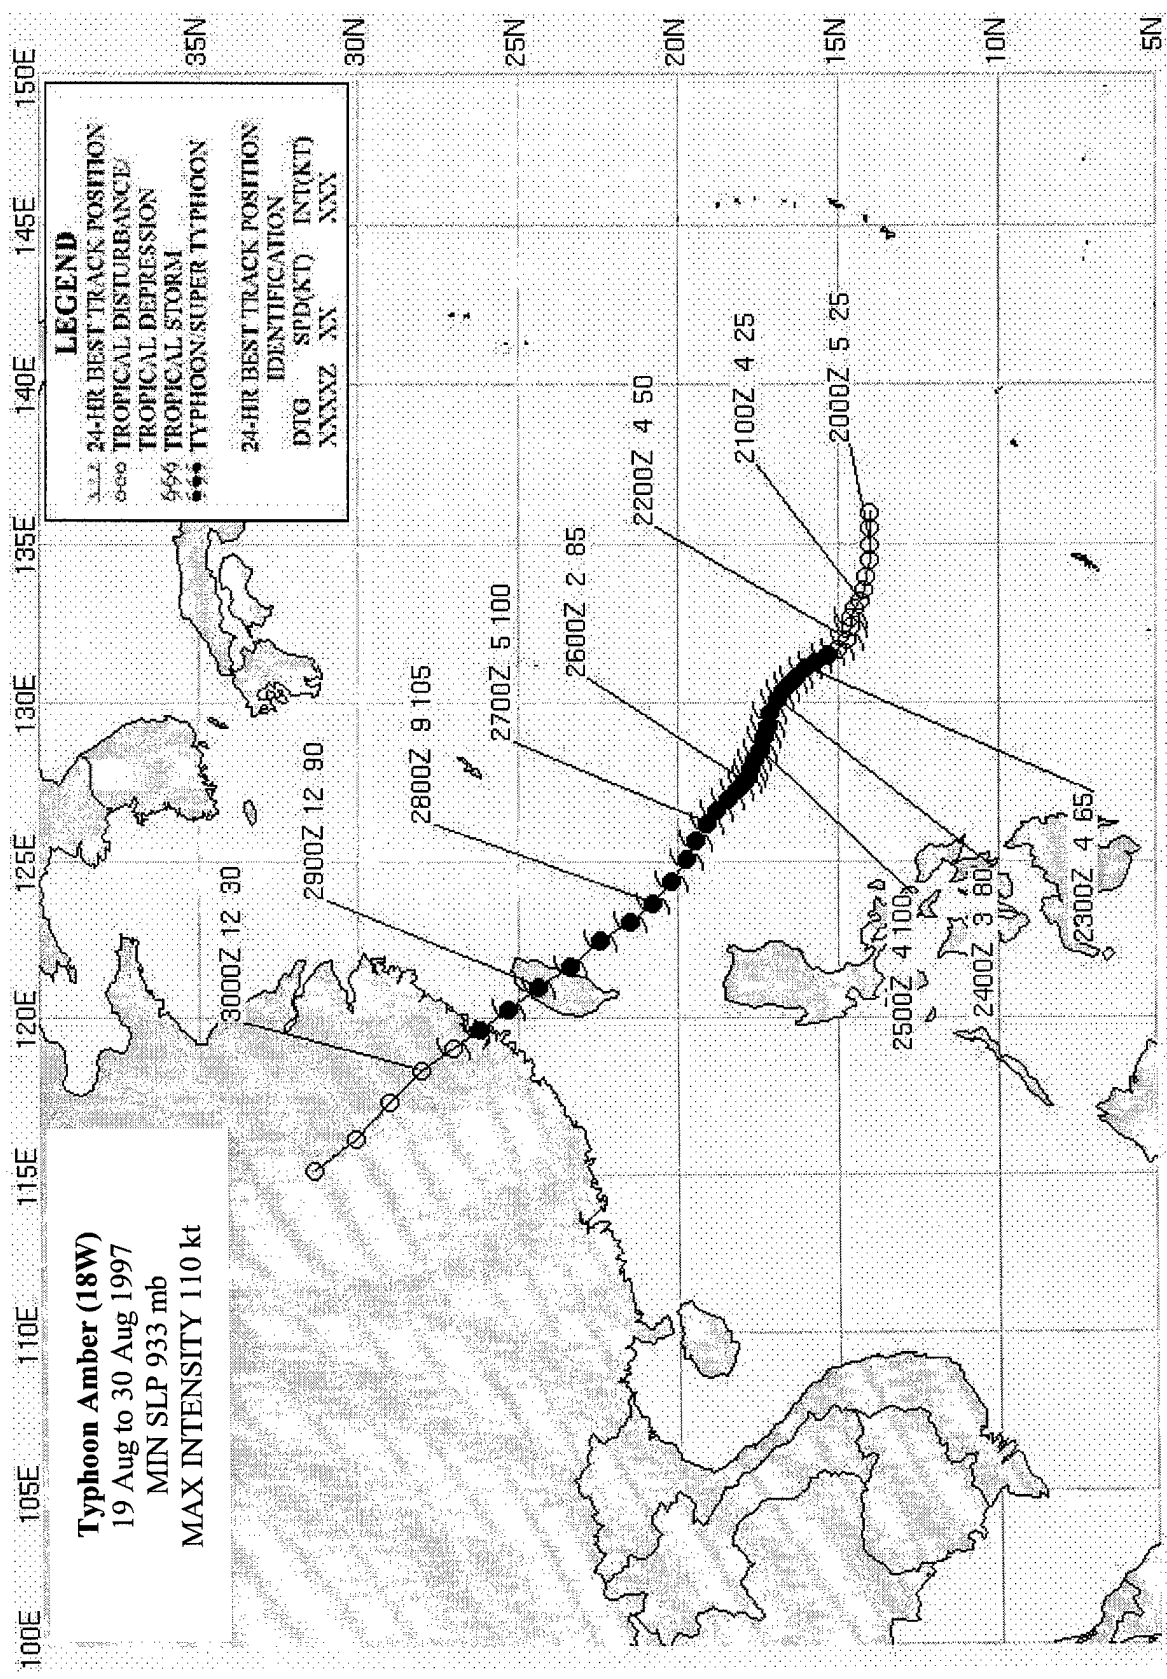 Typhoon Amber (18W)
19 Aug to 30 Aug 1997
MIN SLP 933 mb
MAX INTENSITY 110 kt
LEGEND
24-HR BEST TRACK POSITION
TROPICAL DISTURBANCE/
TROPICAL DEPRESSION
TROPICAL STORM
TYPHOON/SUPER TYPHOON
24-HR BEST TRACK POSITION
IDENTIFICATION
DTG SPD(KT) INT(KT)
XXXXZ XX XXX
100E 105E 110E 115E 120E 125E 130E 135E 140E 145E 150E
35N
30N
25N
20N
15N
10N
5N
3000Z 12 30
2900Z 12 90
2800Z 9 105
2700Z 5 100
2600Z 2 85
2200Z 4 50
2100Z 4 25
2000Z 5 25
2500Z 4 100
2400Z 3 80
2300Z 4 65